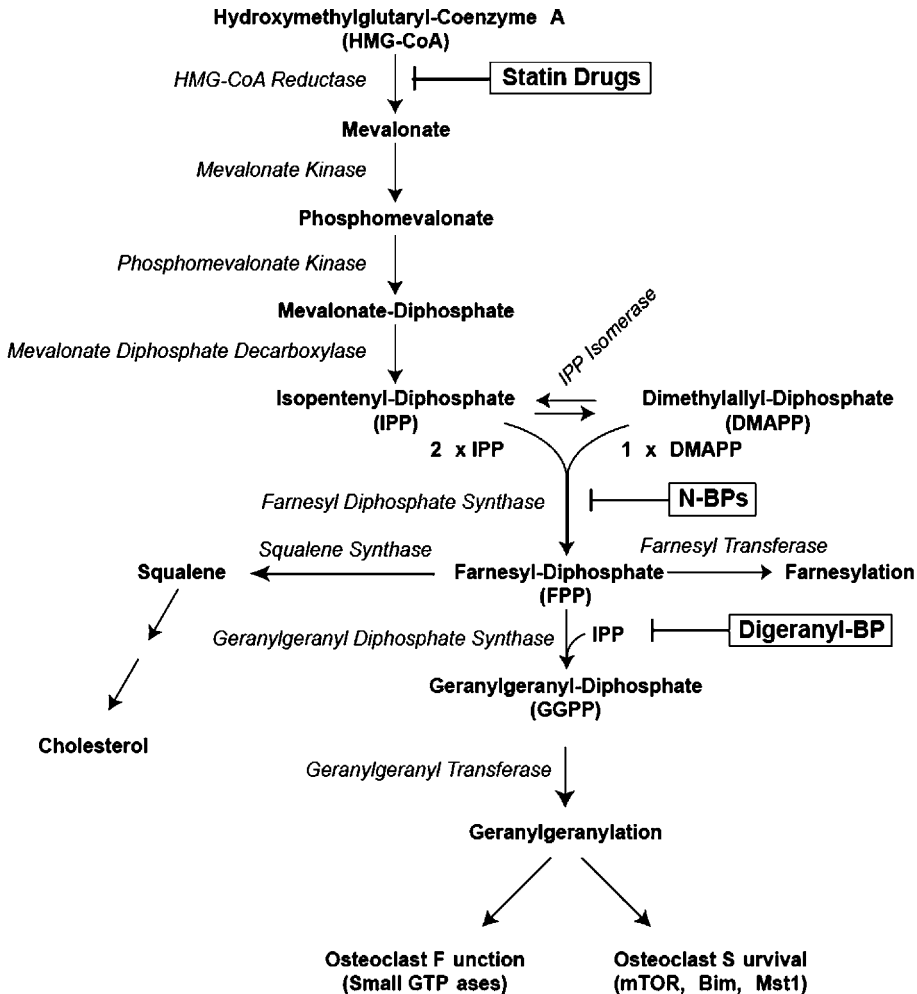 Hydroxymethylglutaryl-Coenzyme A
(HMG-CoA)
HMG-CoA Reductase
Statin Drugs
Mevalonate
Mevalonate Kinase
Phosphomevalonate
Phosphomevalonate Kinase
Mevalonate-Diphosphate
Mevalonate Diphosphate Decarboxylase
IPP Isomerase
Isopentenyl-Diphosphate
(IPP)
Dimethylallyl-Diphosphate
(DMAPP)
2 x IPP
1 x DMAPP
Farnesyl Diphosphate Synthase
N-BPs
Squalene Synthase
Farnesyl Transferase
Squalene
Farnesyl-Diphosphate
(FPP)
Farnesylation
Geranylgeranyl Diphosphate Synthase
IPP
Digeranyl-BP
Geranylgeranyl-Diphosphate
(GGPP)
Cholesterol
Geranylgeranyl Transferase
Geranylgeranylation
Osteoclast F unction
(Small GTP ases)
Osteoclast S urvival
(mTOR, Bim, Mst1)